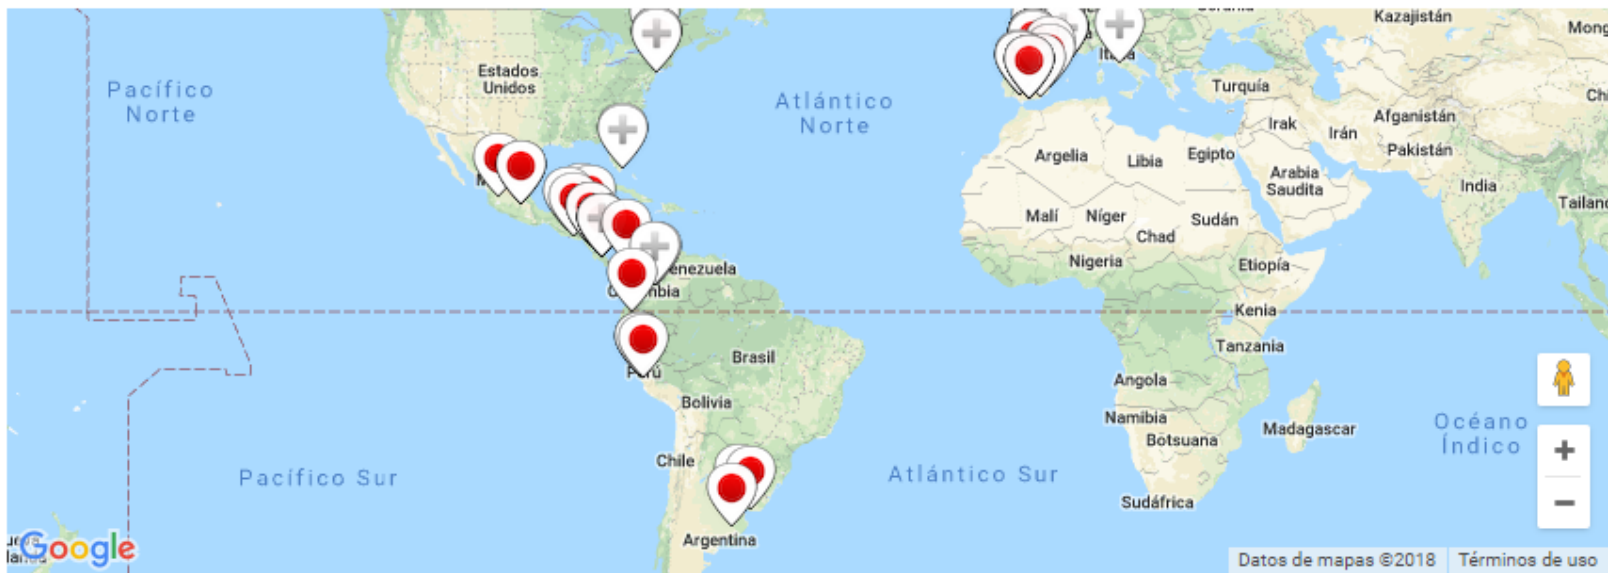 Kazajistán
Mong
Estados
Unidos
Pacífico
Norte
Turquía
Atlántico
Norte
Afganistán
Irak
Irán
Pakistán
Argelia
Libia
Egipto
Arabia
Saudita
India
Tailand
Malí
Níger
Sudán
Chad
Nigeria
Etiopía
enezuela
Kenia
Tanzania
Brasil
Perú
Angola
Bolivia
Namibia
Botsuana
Madagascar
Océano
Índico
Chile
Pacífico Sur
Atlántico Sur
Sudáfrica
Argentina
Google
Datos de mapas ©2018
Términos de uso